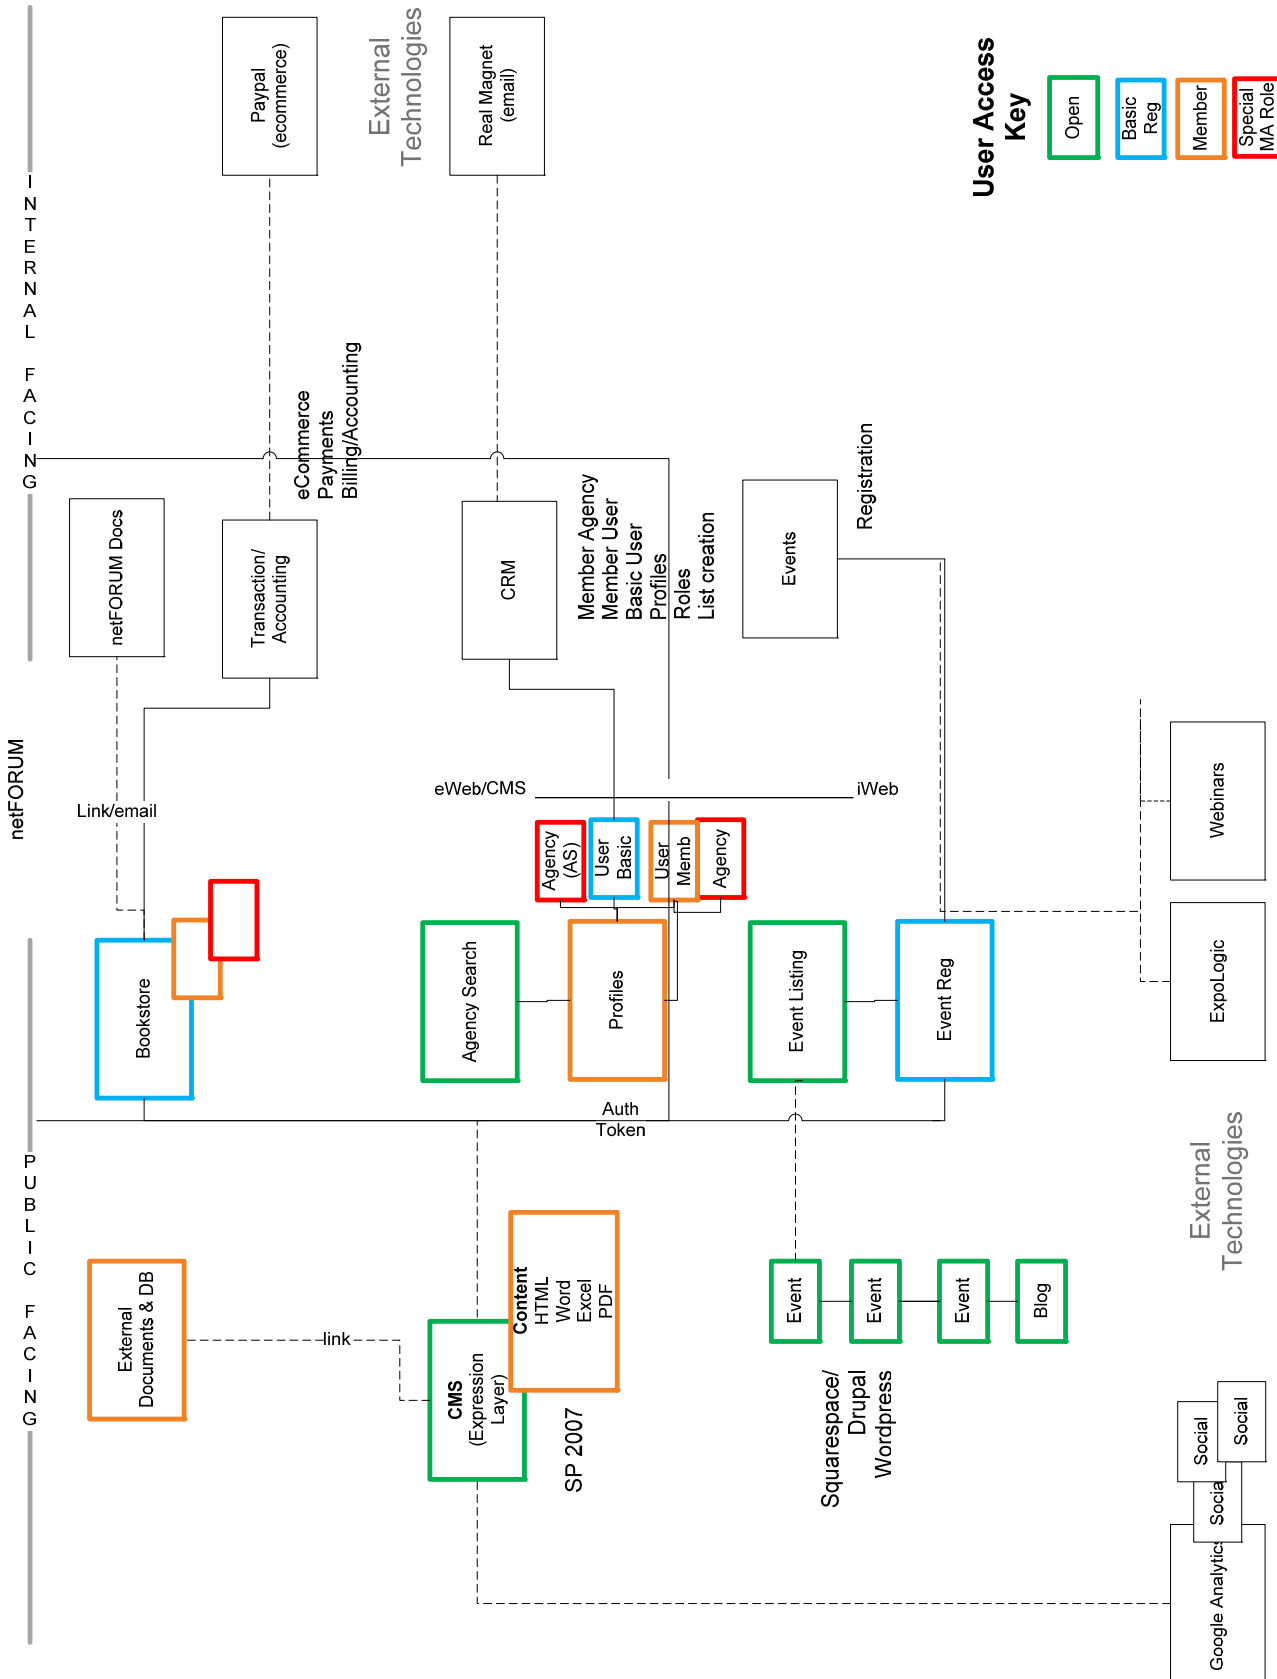 netFORUM
PUBLIC FACING
INTERNAL FACING
External
Documents & DB
link
CMS
(Expression
Layer)
Content
HTML
Word
Excel
PDF
SP 2007
Squarespace/
Drupal
Wordpress
Event
Event
Event
Blog
Google Analytics
Social
Social
Social
External
Technologies
Auth
Token
Bookstore
Link/email
Agency Search
Profiles
Agency
(AS)
User
Basic
User
Memb
Agency
eWeb/CMS
iWeb
Event Listing
Event Reg
ExpoLogic
Webinars
netFORUM Docs
Transaction/
Accounting
eCommerce
Payments
Billing/Accounting
CRM
Member Agency
Member User
Basic User
Profiles
Roles
List creation
Events
Registration
Paypal
(ecommerce)
External
Technologies
Real Magnet
(email)
User Access
Key
Open
Basic
Reg
Member
Special
MA Role